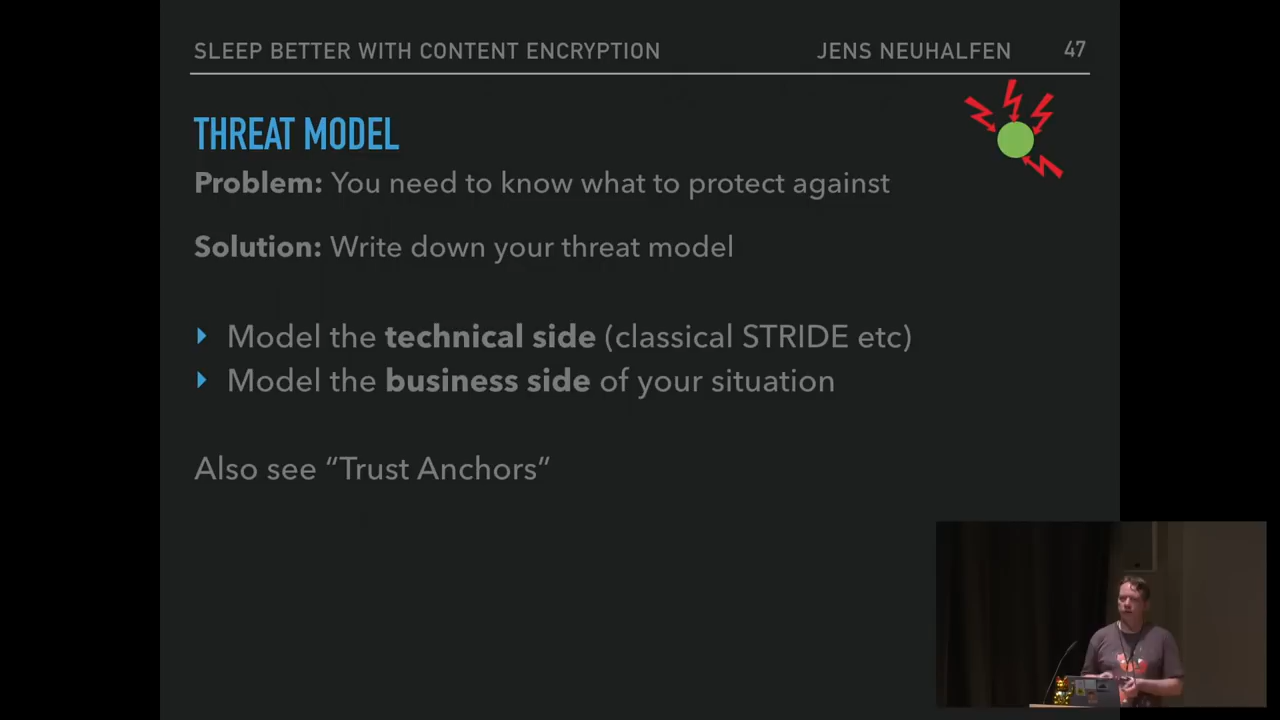 SLEEP BETTER WITH CONTENT ENCRYPTION JENS NEUHALFEN 47
THREAT MODEL
Problem: You need to know what to protect against
Solution: Write down your threat model
Model the technical side (classical STRIDE etc)
Model the business side of your situation
Also see “Trust Anchors”